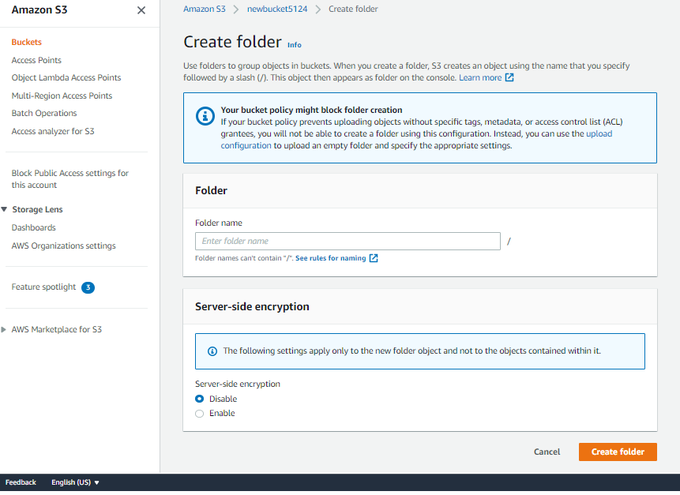 Amazon S3
Buckets
Access Points
Object Lambda Access Points
Multi-Region Access Points
Batch Operations
Access analyzer for S3
Block Public Access settings for
this account
Storage Lens
Dashboards
AWS Organizations settings
Feature spotlight 3
AWS Marketplace for S3
Amazon S3 > newbucket5124 > Create folder
Create folder Info
Use folders to group objects in buckets. When you create a folder, S3 creates an object using the name that you specify
followed by a slash (/). This object then appears as folder on the console. Learn more
Your bucket policy might block folder creation
If your bucket policy prevents uploading objects without specific tags, metadata, or access control list (ACL)
grantees, you will not be able to create a folder using this configuration. Instead, you can use the upload
configuration to upload an empty folder and specify the appropriate settings.
Folder
Folder name
Enter folder name /
Folder names can't contain "/". See rules for naming
Server-side encryption
The following settings apply only to the new folder object and not to the objects contained within it.
Server-side encryption
Disable
Enable
Cancel Create folder
Feedback English (US)